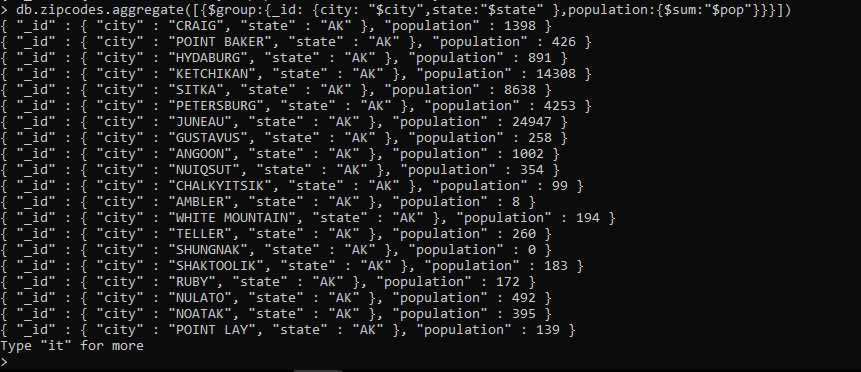 > db.zipcodes.aggregate([{$group:{_id: {city: "$city",state:"$state" },population:{$sum:"$pop"}}}])
{ "_id" : { "city" : "CRAIG", "state" : "AK" }, "population" : 1398 }
{ "_id" : { "city" : "POINT BAKER", "state" : "AK" }, "population" : 426 }
{ "_id" : { "city" : "HYDABURG", "state" : "AK" }, "population" : 891 }
{ "_id" : { "city" : "KETCHIKAN", "state" : "AK" }, "population" : 14308 }
{ "_id" : { "city" : "SITKA", "state" : "AK" }, "population" : 8638 }
{ "_id" : { "city" : "PETERSBURG", "state" : "AK" }, "population" : 4253 }
{ "_id" : { "city" : "JUNEAU", "state" : "AK" }, "population" : 24947 }
{ "_id" : { "city" : "GUSTAVUS", "state" : "AK" }, "population" : 258 }
{ "_id" : { "city" : "ANGOON", "state" : "AK" }, "population" : 1002 }
{ "_id" : { "city" : "NUIQSUT", "state" : "AK" }, "population" : 354 }
{ "_id" : { "city" : "CHALKYITSIK", "state" : "AK" }, "population" : 99 }
{ "_id" : { "city" : "AMBLER", "state" : "AK" }, "population" : 8 }
{ "_id" : { "city" : "WHITE MOUNTAIN", "state" : "AK" }, "population" : 194 }
{ "_id" : { "city" : "TELLER", "state" : "AK" }, "population" : 260 }
{ "_id" : { "city" : "SHUNGNAK", "state" : "AK" }, "population" : 0 }
{ "_id" : { "city" : "SHAKTOOLIK", "state" : "AK" }, "population" : 183 }
{ "_id" : { "city" : "RUBY", "state" : "AK" }, "population" : 172 }
{ "_id" : { "city" : "NULATO", "state" : "AK" }, "population" : 492 }
{ "_id" : { "city" : "NOATAK", "state" : "AK" }, "population" : 395 }
{ "_id" : { "city" : "POINT LAY", "state" : "AK" }, "population" : 139 }
Type "it" for more
>